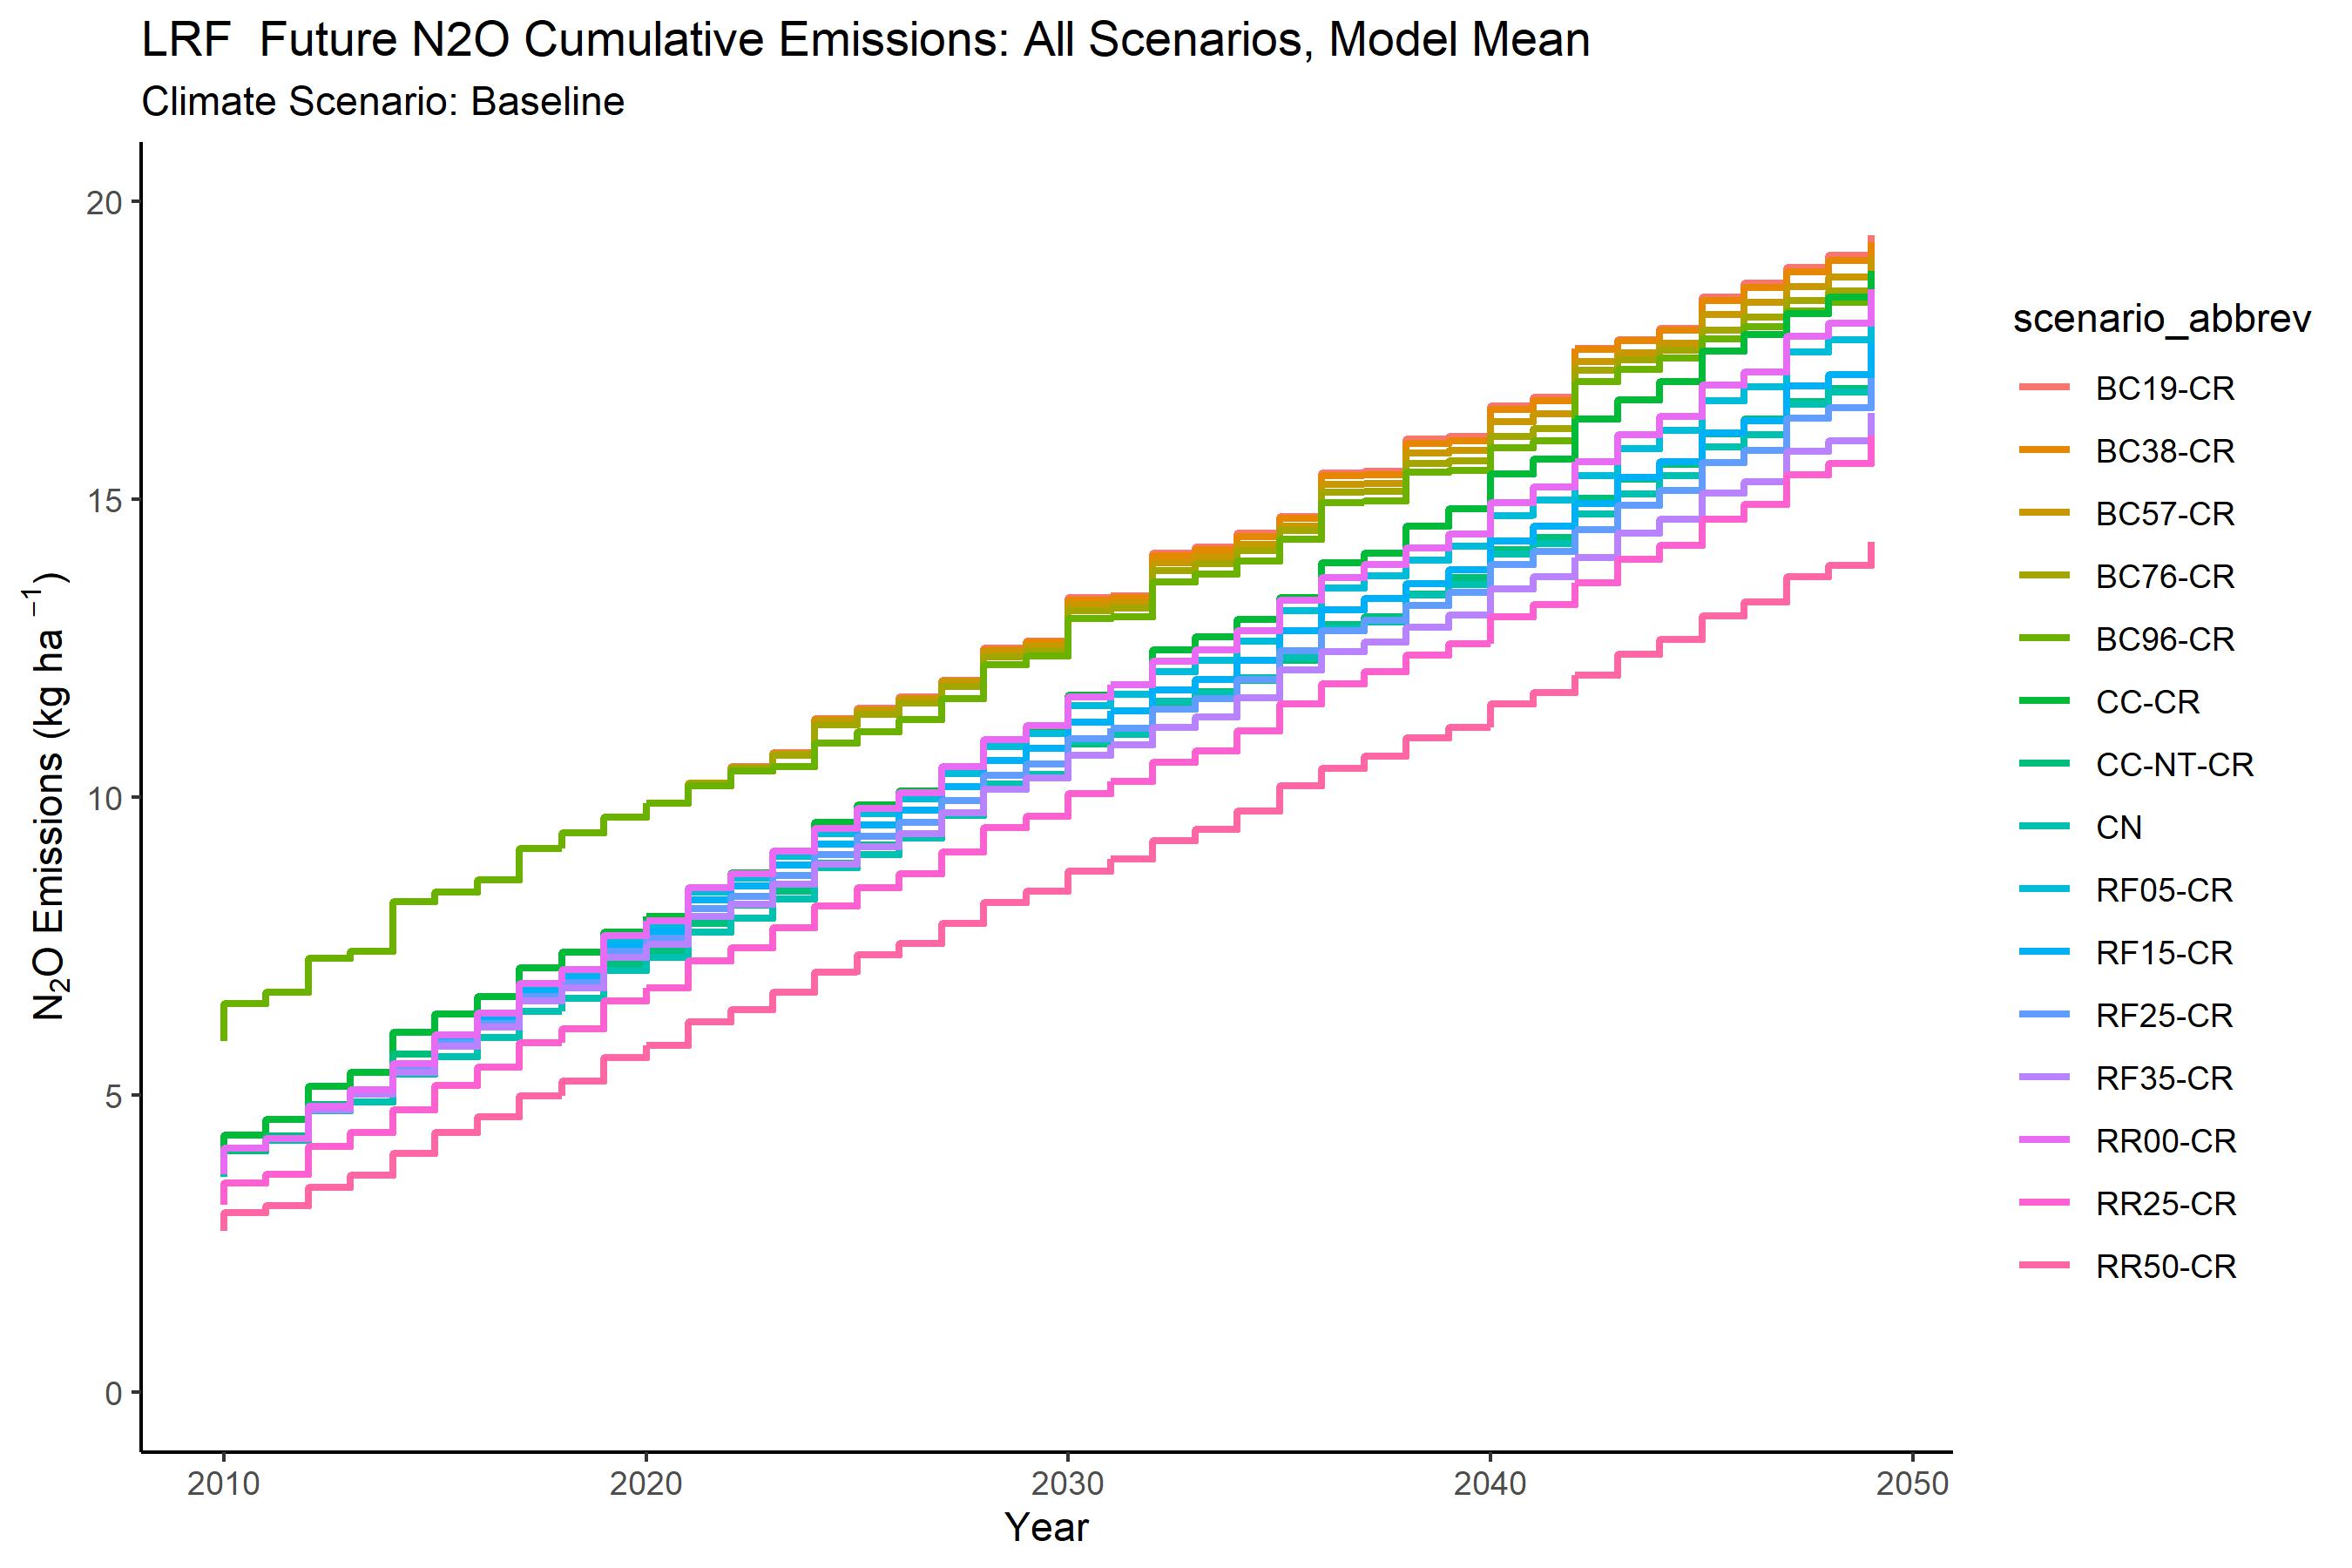 LRF  Future N2O Cumulative Emissions: All Scenarios, Model Mean
Climate Scenario: Baseline
N₂O Emissions (kg ha ⁻¹)
20
15
10
5
0
2010
2020
2030
2040
2050
Year
scenario_abbrev
BC19-CR
BC38-CR
BC57-CR
BC76-CR
BC96-CR
CC-CR
CC-NT-CR
CN
RF05-CR
RF15-CR
RF25-CR
RF35-CR
RR00-CR
RR25-CR
RR50-CR